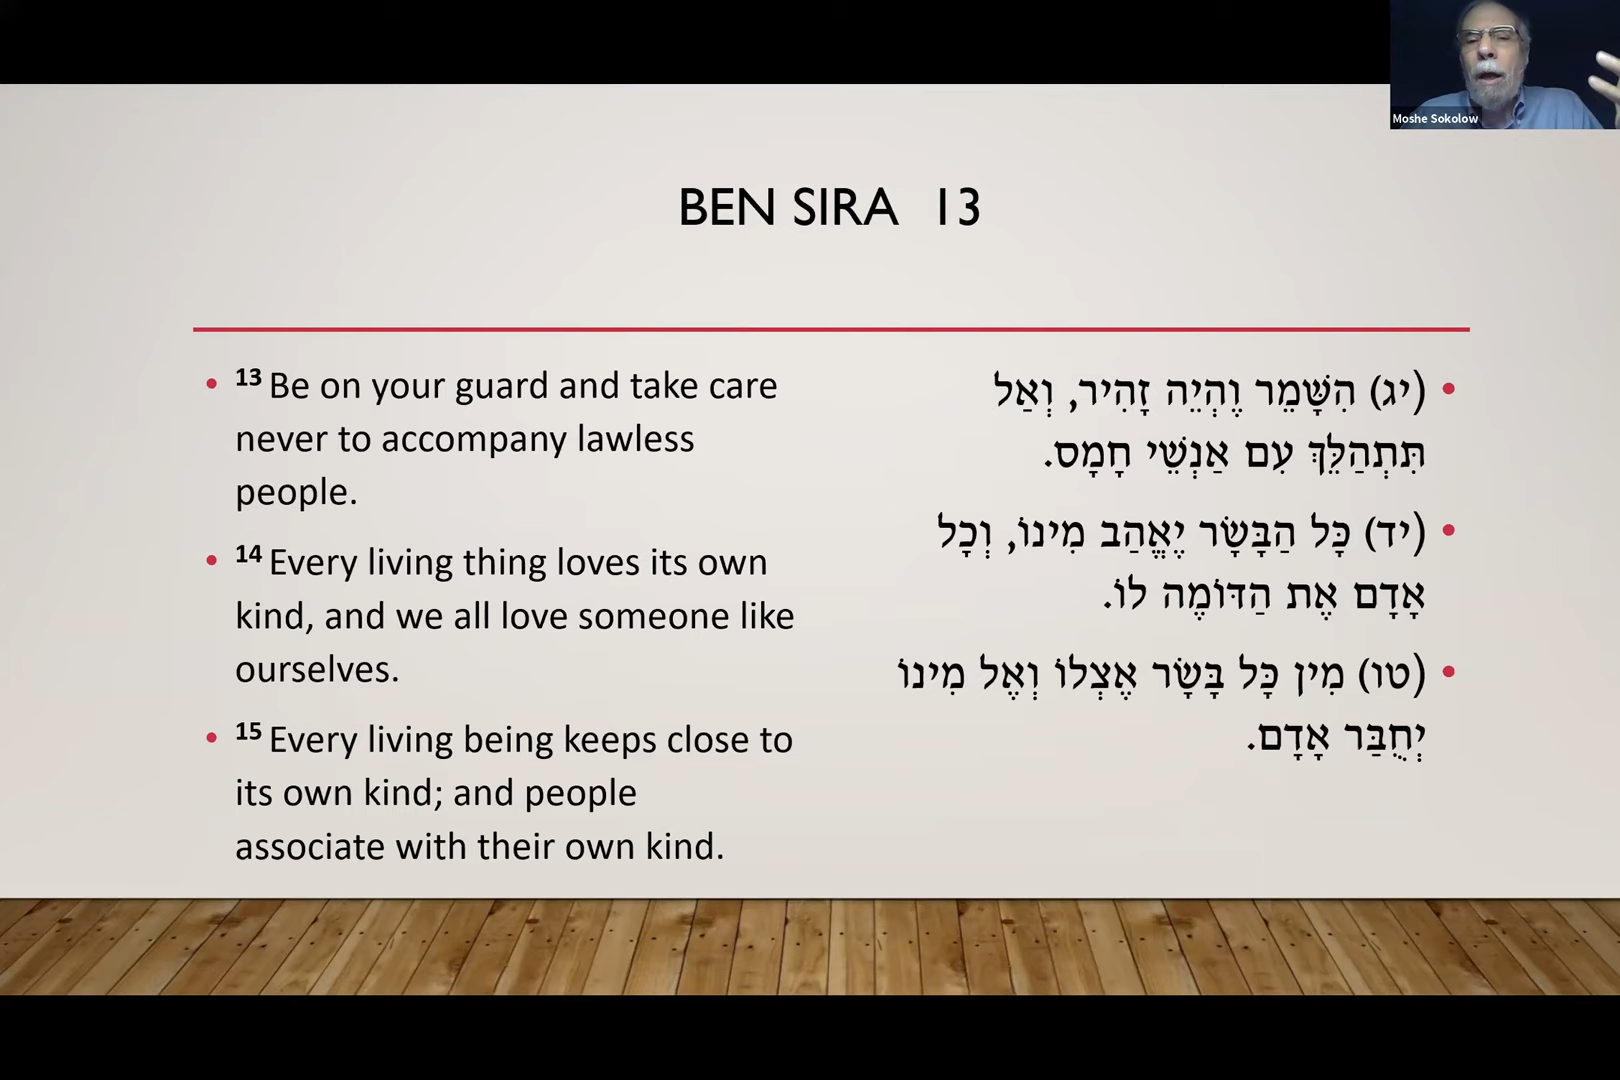 Moshe Sokolow
BEN SIRA 13
• 13 Be on your guard and take care
never to accompany lawless
people.
• 14 Every living thing loves its own
kind, and we all love someone like
ourselves.
• 15 Every living being keeps close to
its own kind; and people
associate with their own kind.
• (יג) הִשָּׁמֵר וֶהְיֵה זָהִיר, וְאַל
תִּתְהַלֵּךְ עִם אַנְשֵׁי חָמָס.
• (יד) כָּל הַבָּשָׂר יֶאֱהַב מִינוֹ, וְכָל
אָדָם אֶת הַדּוֹמֶה לוֹ.
• (טו) מִין כָּל בָּשָׂר אֶצְלוֹ וְאֶל מִינוֹ
יְחֻבַּר אָדָם.